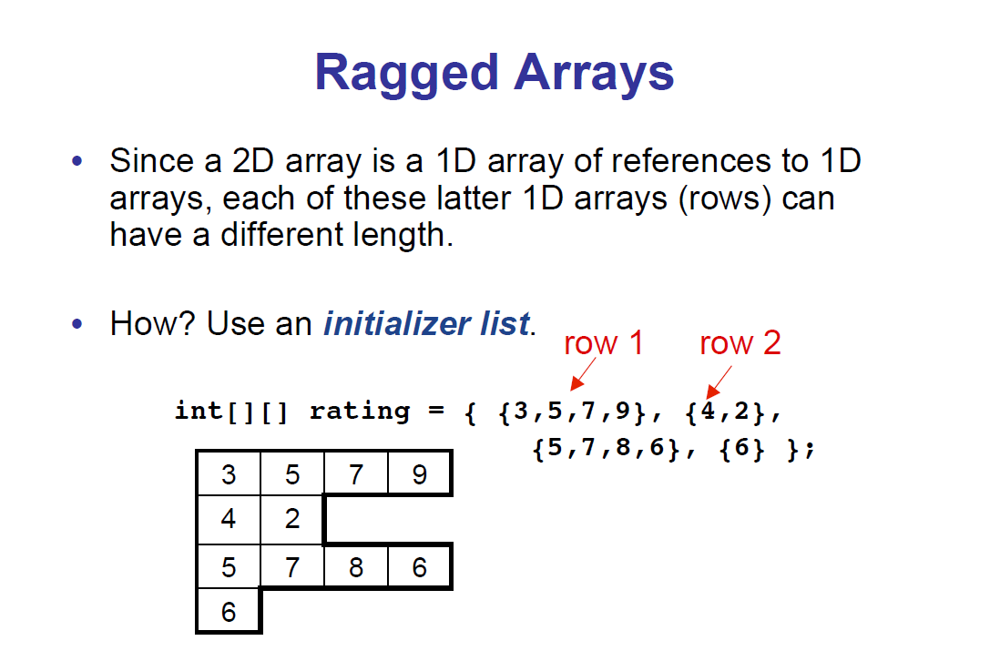 Ragged Arrays
• Since a 2D array is a 1D array of references to 1D
arrays, each of these latter 1D arrays (rows) can
have a different length.
• How? Use an initializer list.
row 1 row 2
int[][] rating = { {3,5,7,9}, {4,2},
{5,7,8,6}, {6} };
3 5 7 9
4 2
5 7 8 6
6